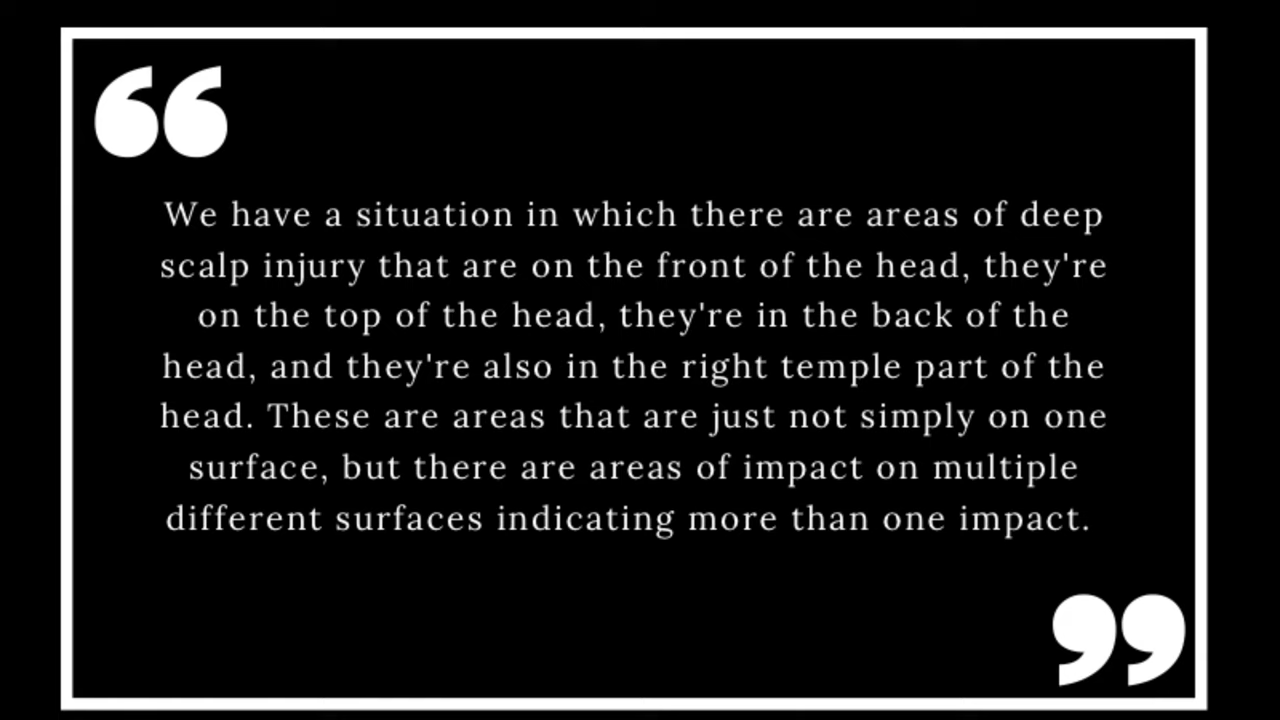 “
We have a situation in which there are areas of deep
scalp injury that are on the front of the head, they're
on the top of the head, they're in the back of the
head, and they're also in the right temple part of the
head. These are areas that are just not simply on one
surface, but there are areas of impact on multiple
different surfaces indicating more than one impact.
”